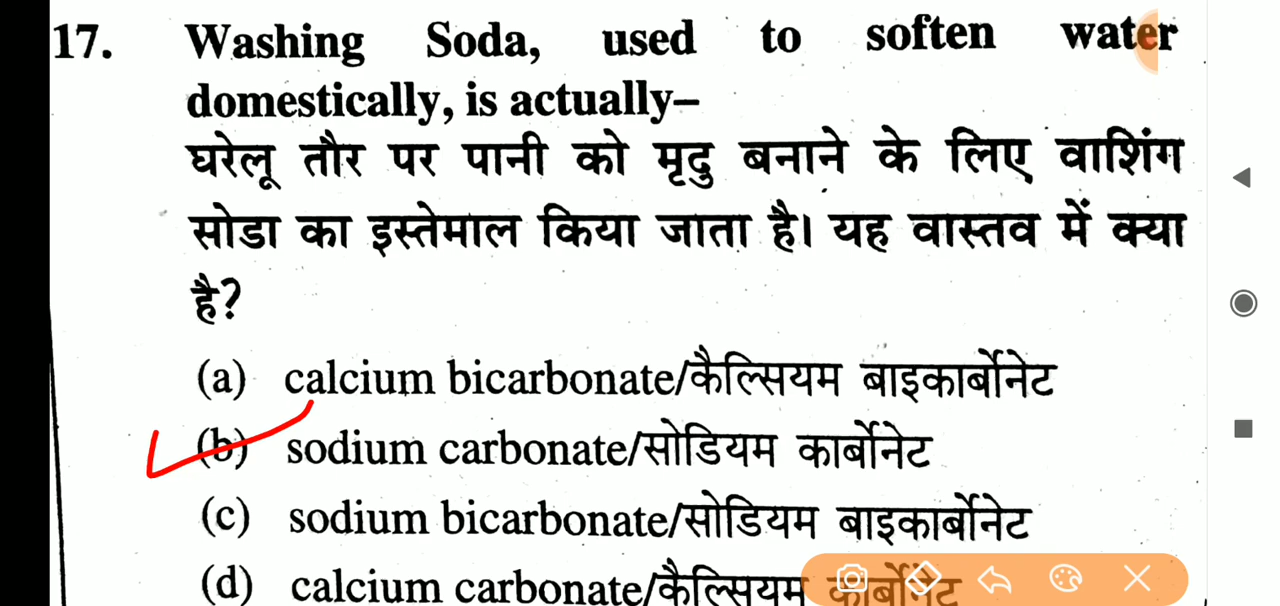 17. Washing Soda, used to soften water
domestically, is actually–
घरेलू तौर पर पानी को मृदु बनाने के लिए वाशिंग
सोडा का इस्तेमाल किया जाता है। यह वास्तव में क्या
है?
(a) calcium bicarbonate/कैल्सियम बाइकार्बोनेट
(b) sodium carbonate/सोडियम कार्बोनेट
(c) sodium bicarbonate/सोडियम बाइकार्बोनेट
(d) calcium carbonate/कैल्सियम कार्बोनेट